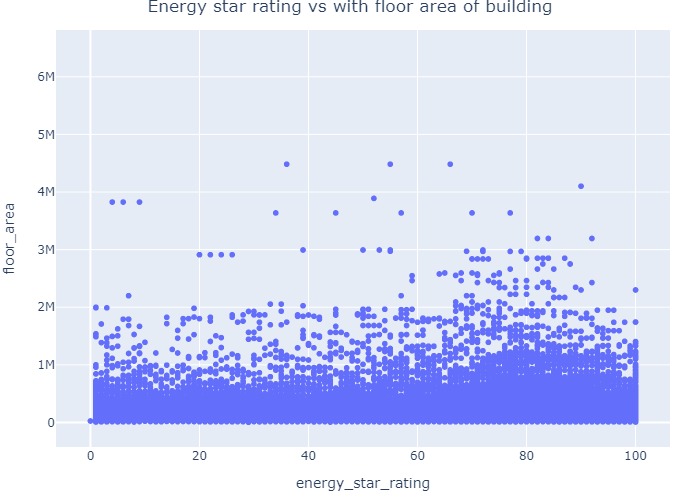 Energy star rating vs with floor area of building
6M
5M
4M
3M
2M
1M
0
floor_area
0 20 40 60 80 100
energy_star_rating